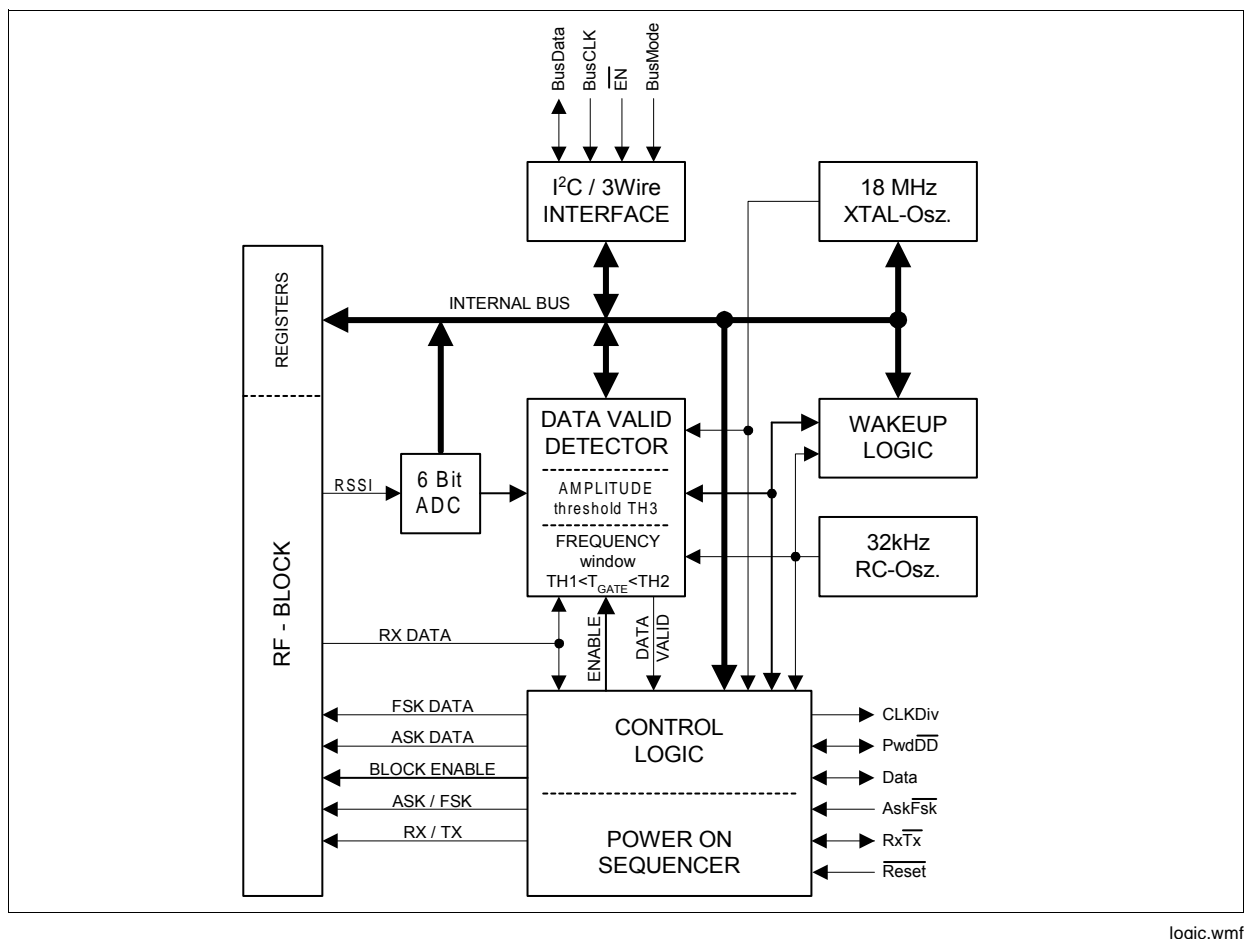 BusData
BusCLK
EN
BusMode
I²C / 3Wire
INTERFACE
18 MHz
XTAL-Osz.
REGISTERS
INTERNAL BUS
DATA VALID
DETECTOR
WAKEUP
LOGIC
RSSI
6 Bit
ADC
AMPLITUDE
threshold TH3
FREQUENCY
window
TH1<T_GATE<TH2
32kHz
RC-Osz.
RF - BLOCK
RX DATA
ENABLE
DATA
VALID
FSK DATA
ASK DATA
BLOCK ENABLE
ASK / FSK
RX / TX
CONTROL
LOGIC
POWER ON
SEQUENCER
CLKDiv
PwdDD
Data
AskFsk
RxTx
Reset
logic.wmf